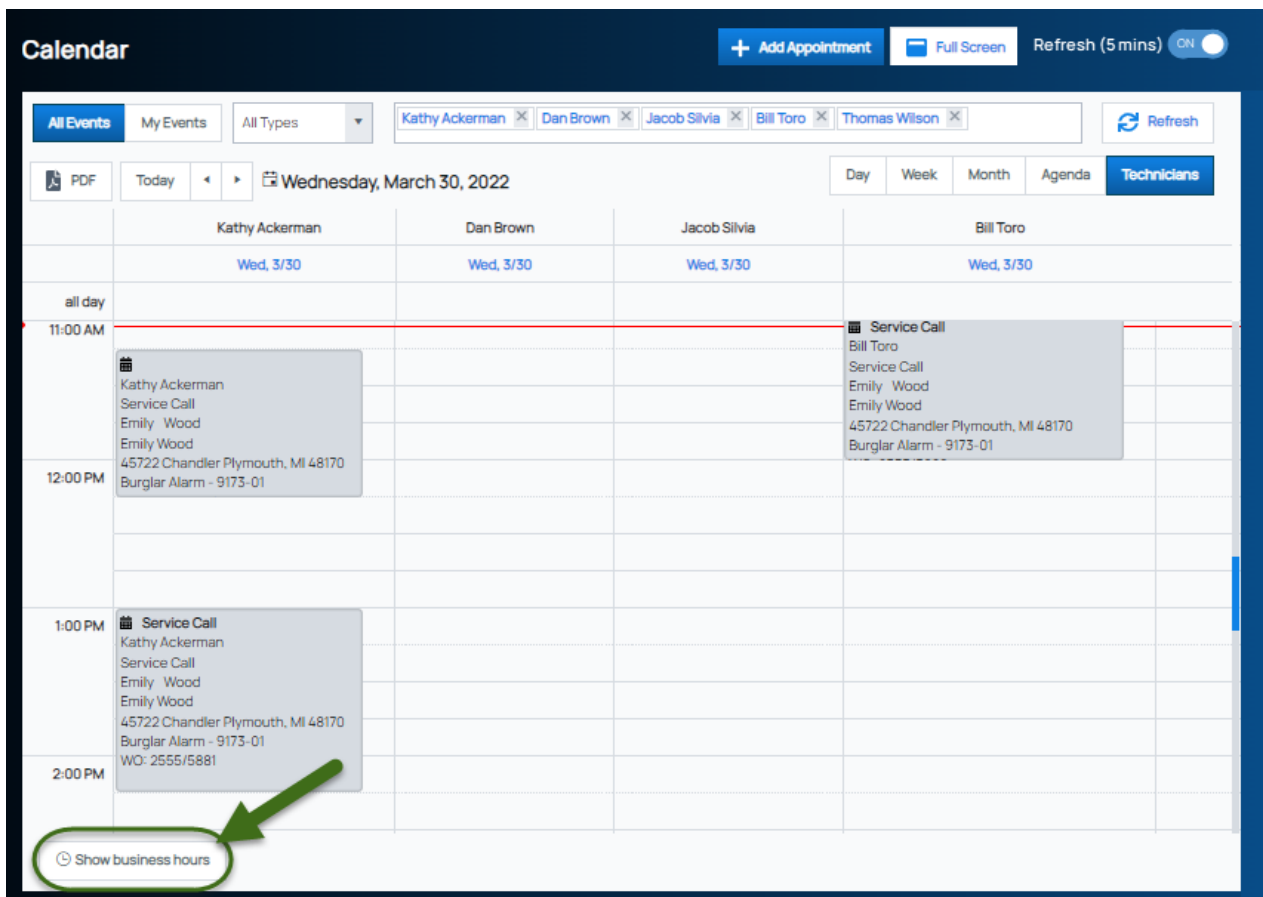 Calendar
+ Add Appointment
Full Screen
Refresh (5 mins) ON
All Events My Events All Types
Kathy Ackerman Dan Brown Jacob Silvia Bill Toro Thomas Wilson
Refresh
PDF Today Wednesday, March 30, 2022
Day Week Month Agenda Technicians
Kathy Ackerman Dan Brown Jacob Silvia Bill Toro
Wed, 3/30 Wed, 3/30 Wed, 3/30 Wed, 3/30
all day
11:00 AM
Service Call
Bill Toro
Service Call
Emily Wood
Emily Wood
45722 Chandler Plymouth, MI 48170
Burglar Alarm - 9173-01
Kathy Ackerman
Service Call
Emily Wood
Emily Wood
45722 Chandler Plymouth, MI 48170
Burglar Alarm - 9173-01
12:00 PM
1:00 PM
Service Call
Kathy Ackerman
Service Call
Emily Wood
Emily Wood
45722 Chandler Plymouth, MI 48170
Burglar Alarm - 9173-01
WO: 2555/5881
2:00 PM
Show business hours